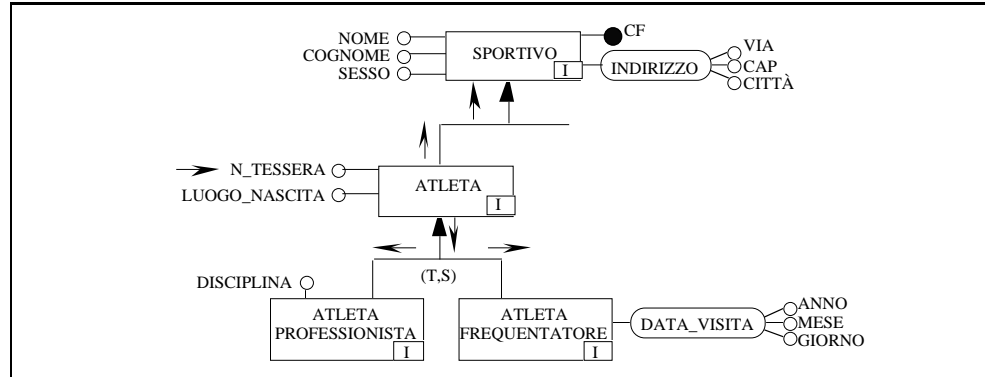 NOME
COGNOME
SESSO
SPORTIVO
I
CF
INDIRIZZO
VIA
CAP
CITTÀ
N_TESSERA
LUOGO_NASCITA
ATLETA
I
(T,S)
DISCIPLINA
ATLETA
PROFESSIONISTA
I
ATLETA
FREQUENTATORE
I
DATA_VISITA
ANNO
MESE
GIORNO